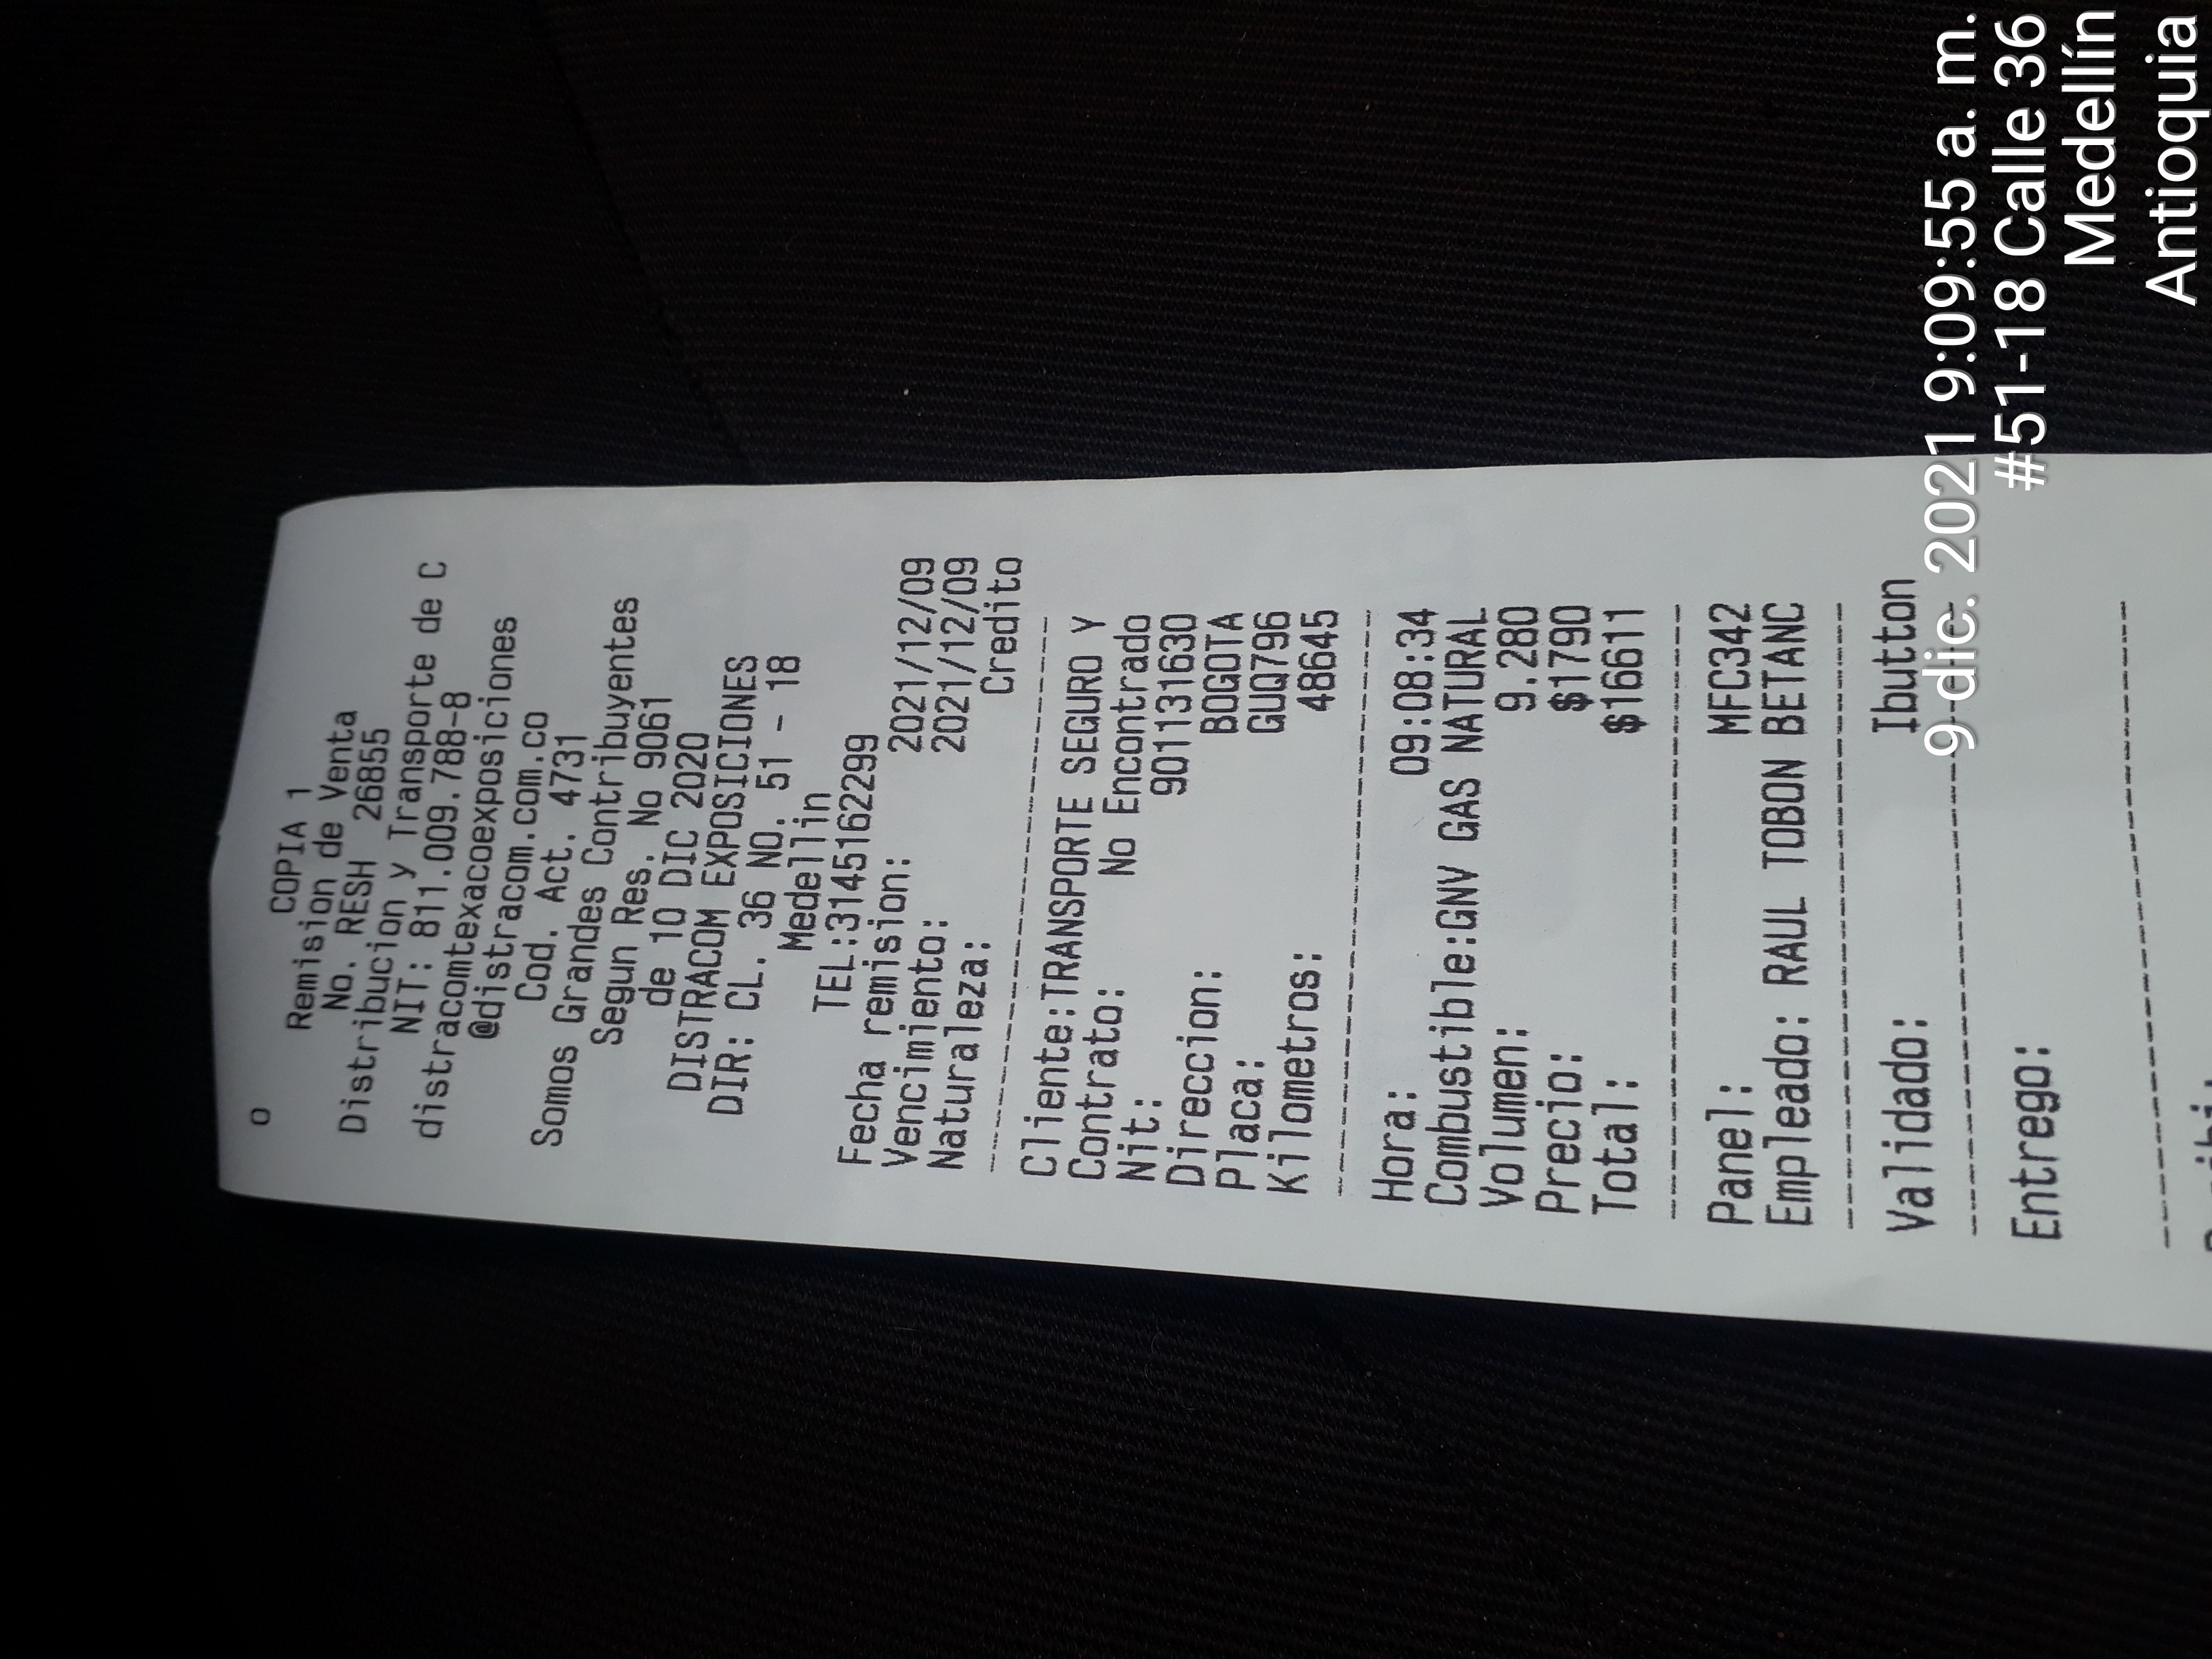 O
COPIA 1
Remision de Venta
No. RESH 26855
Distribucion y Transporte de C
NIT: 811.009.788-8
distracomtexacoexposiciones
@distracom.com.co
Cod. Act. 4731
Somos Grandes Contribuyentes
Segun Res. No 9061
de 10 DIC 2020
DISTRACOM EXPOSICIONES
DIR: CL. 36 NO. 51 - 18
Medellin
TEL:3145162299
Fecha remision: 2021/12/09
Vencimiento: 2021/12/09
Naturaleza: Credito
Cliente:TRANSPORTE SEGURO Y
Contrato: No Encontrado
Nit: 901131630
Direccion: BOGOTA
Placa: GUQ796
Kilometros: 48645
Hora: 09:08:34
Combustible:GNV GAS NATURAL
Volumen: 9.280
Precio: $1790
Total: $16611
Panel: MFC342
Empleado: RAUL TOBON BETANC
Validado: Ibutton
Entrego:
9 dic. 2021 9:09:55 a. m.
#51-18 Calle 36
Medellín
Antioquia